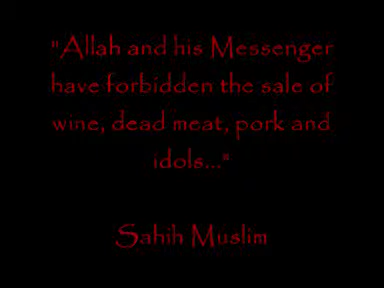 "Allah and his Messenger
have forbidden the sale of
wine, dead meat, pork and
idols..."
Sahih Muslim